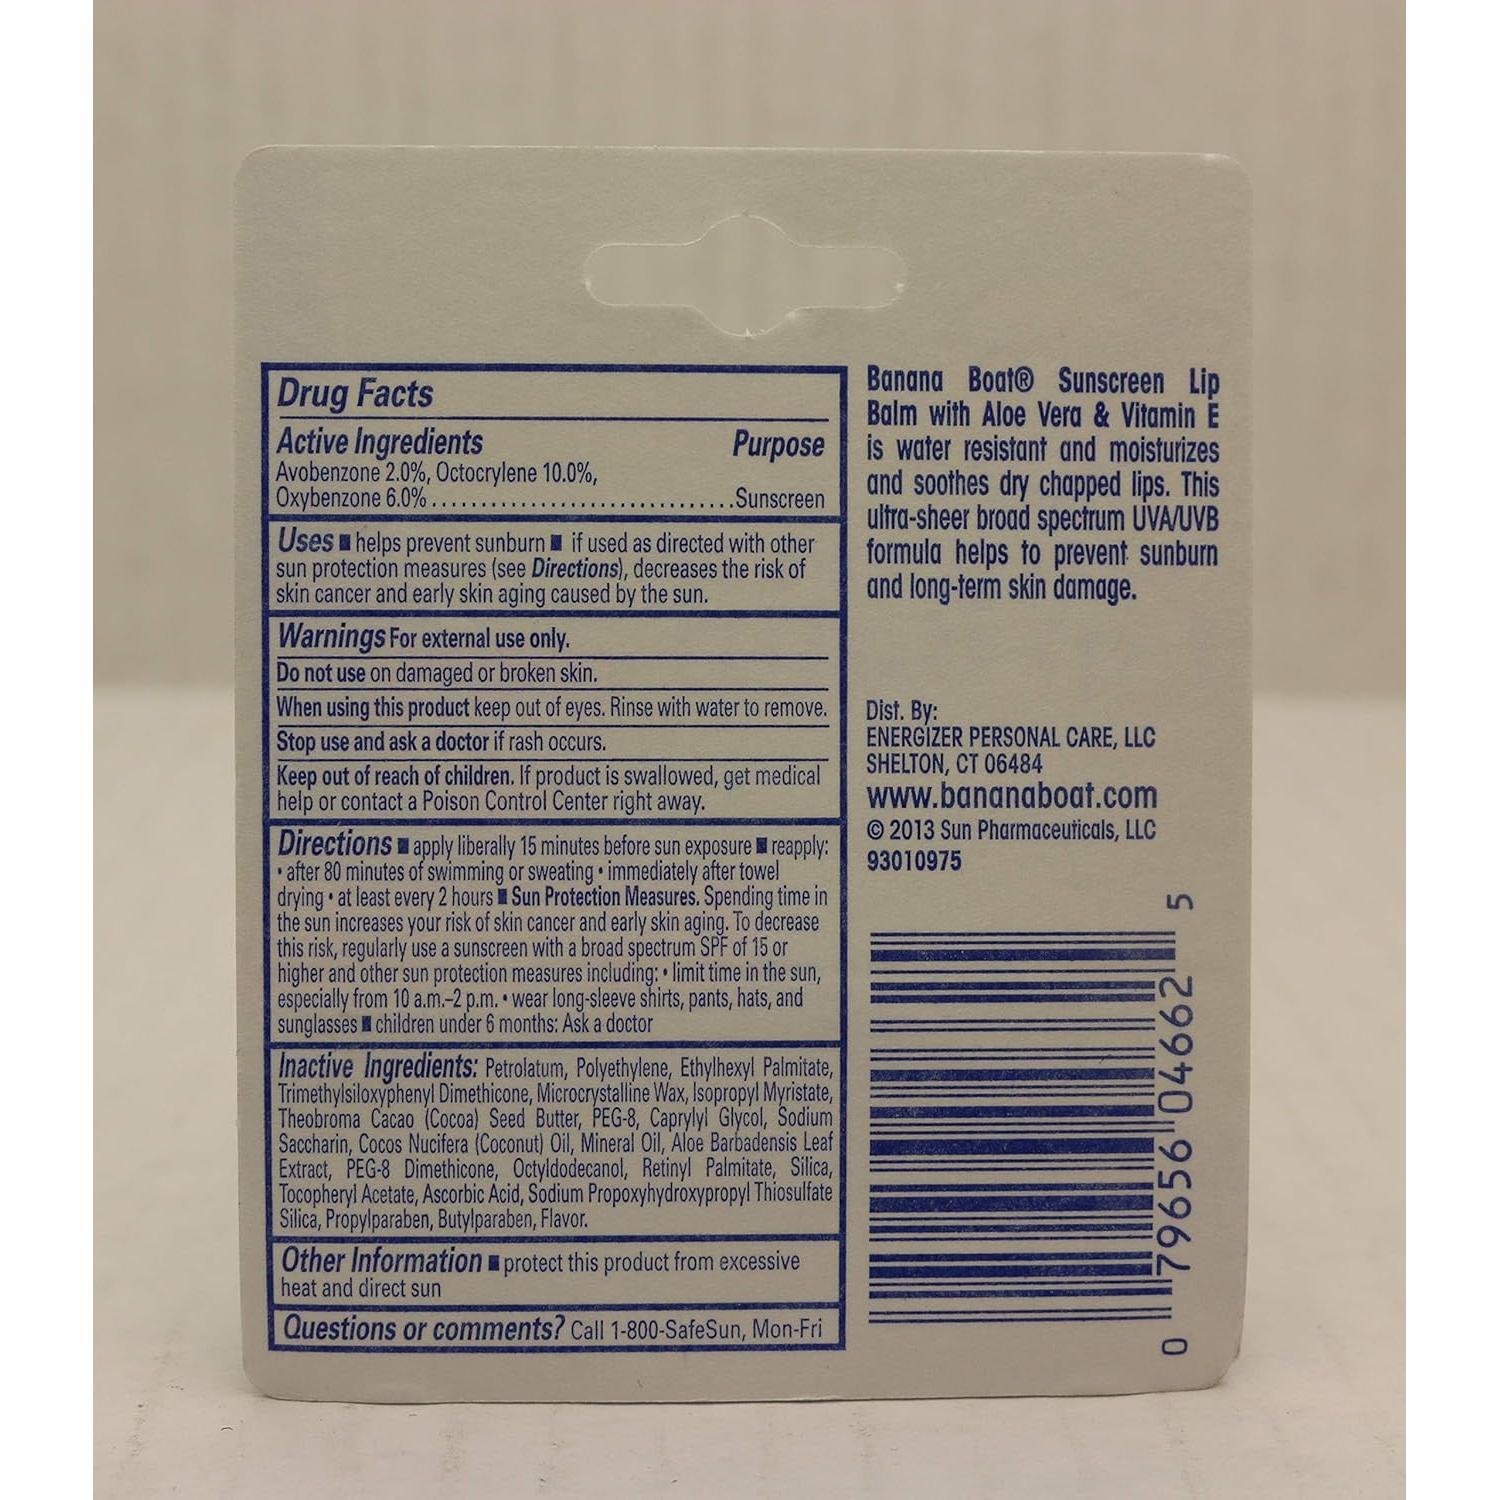 Drug Facts
Active Ingredients Purpose
Avobenzone 2.0%, Octocrylene 10.0%,
Oxybenzone 6.0% . . . . . . . . . . . . . . . . . . . . . . . . . . . . . . . Sunscreen
Uses ■ helps prevent sunburn ■ if used as directed with other
sun protection measures (see Directions), decreases the risk of
skin cancer and early skin aging caused by the sun.
Warnings For external use only.
Do not use on damaged or broken skin.
When using this product keep out of eyes. Rinse with water to remove.
Stop use and ask a doctor if rash occurs.
Keep out of reach of children. If product is swallowed, get medical
help or contact a Poison Control Center right away.
Directions ■ apply liberally 15 minutes before sun exposure ■ reapply:
• after 80 minutes of swimming or sweating • immediately after towel
drying • at least every 2 hours ■ Sun Protection Measures. Spending time in
the sun increases your risk of skin cancer and early skin aging. To decrease
this risk, regularly use a sunscreen with a broad spectrum SPF of 15 or
higher and other sun protection measures including: • limit time in the sun,
especially from 10 a.m.–2 p.m. • wear long-sleeve shirts, pants, hats, and
sunglasses ■ children under 6 months: Ask a doctor
Inactive Ingredients: Petrolatum, Polyethylene, Ethylhexyl Palmitate,
Trimethylsiloxyphenyl Dimethicone, Microcrystalline Wax, Isopropyl Myristate,
Theobroma Cacao (Cocoa) Seed Butter, PEG-8, Caprylyl Glycol, Sodium
Saccharin, Cocos Nucifera (Coconut) Oil, Mineral Oil, Aloe Barbadensis Leaf
Extract, PEG-8 Dimethicone, Octyldodecanol, Retinyl Palmitate, Silica,
Tocopheryl Acetate, Ascorbic Acid, Sodium Propoxyhydroxypropyl Thiosulfate
Silica, Propylparaben, Butylparaben, Flavor.
Other Information ■ protect this product from excessive
heat and direct sun
Questions or comments? Call 1-800-SafeSun, Mon-Fri
Banana Boat® Sunscreen Lip
Balm with Aloe Vera & Vitamin E
is water resistant and moisturizes
and soothes dry chapped lips. This
ultra-sheer broad spectrum UVA/UVB
formula helps to prevent sunburn
and long-term skin damage.
Dist. By:
ENERGIZER PERSONAL CARE, LLC
SHELTON, CT 06484
www.bananaboat.com
© 2013 Sun Pharmaceuticals, LLC
93010975
0 79656 04662 5